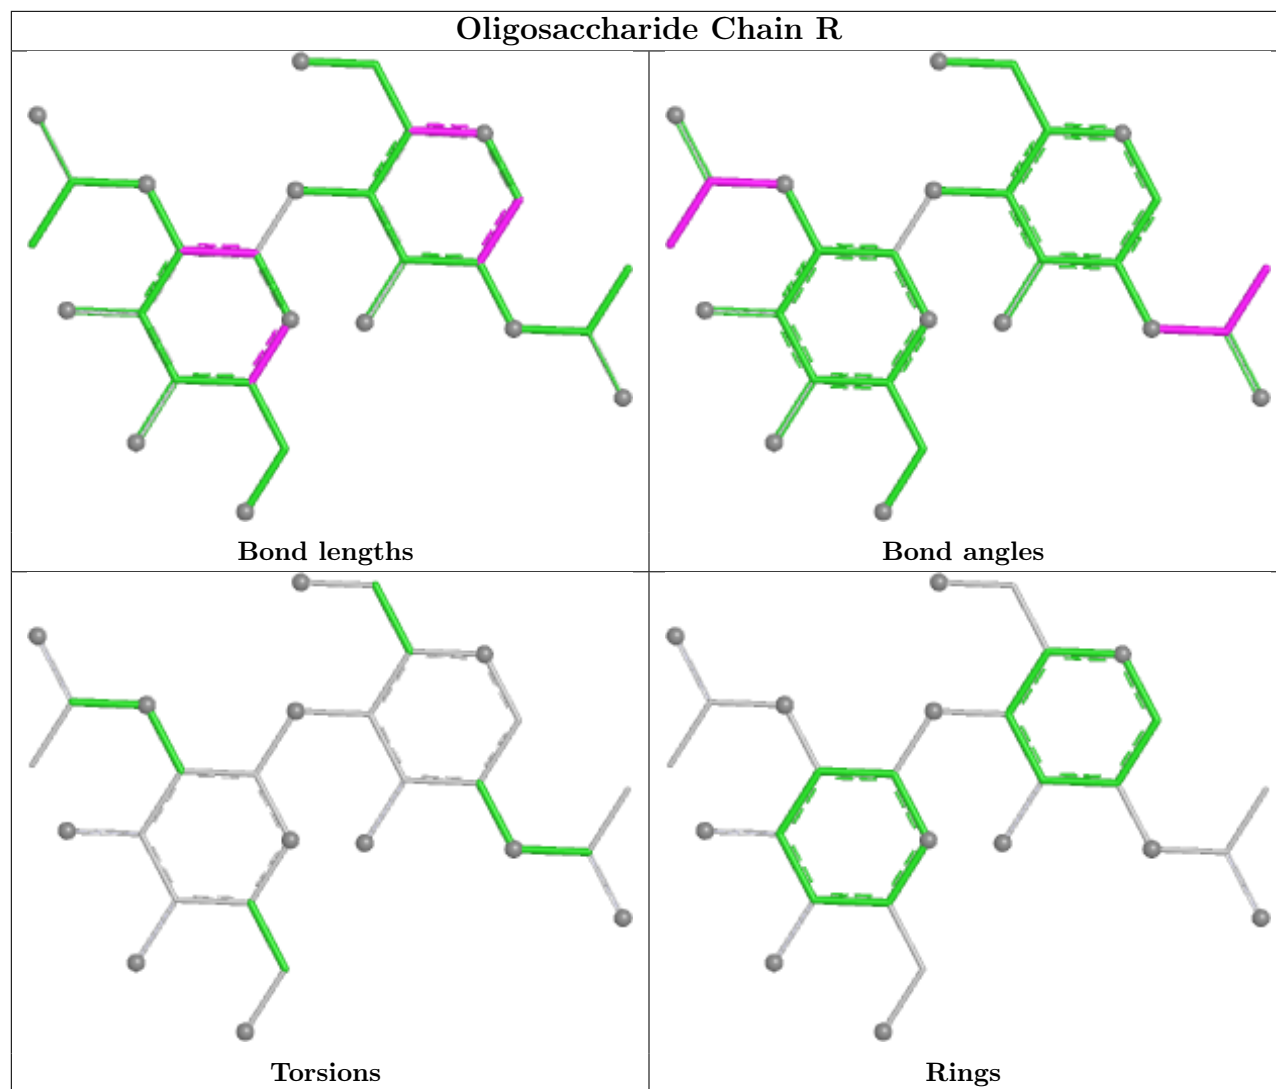 Oligosaccharide Chain R
Bond lengths
Bond angles
Torsions
Rings